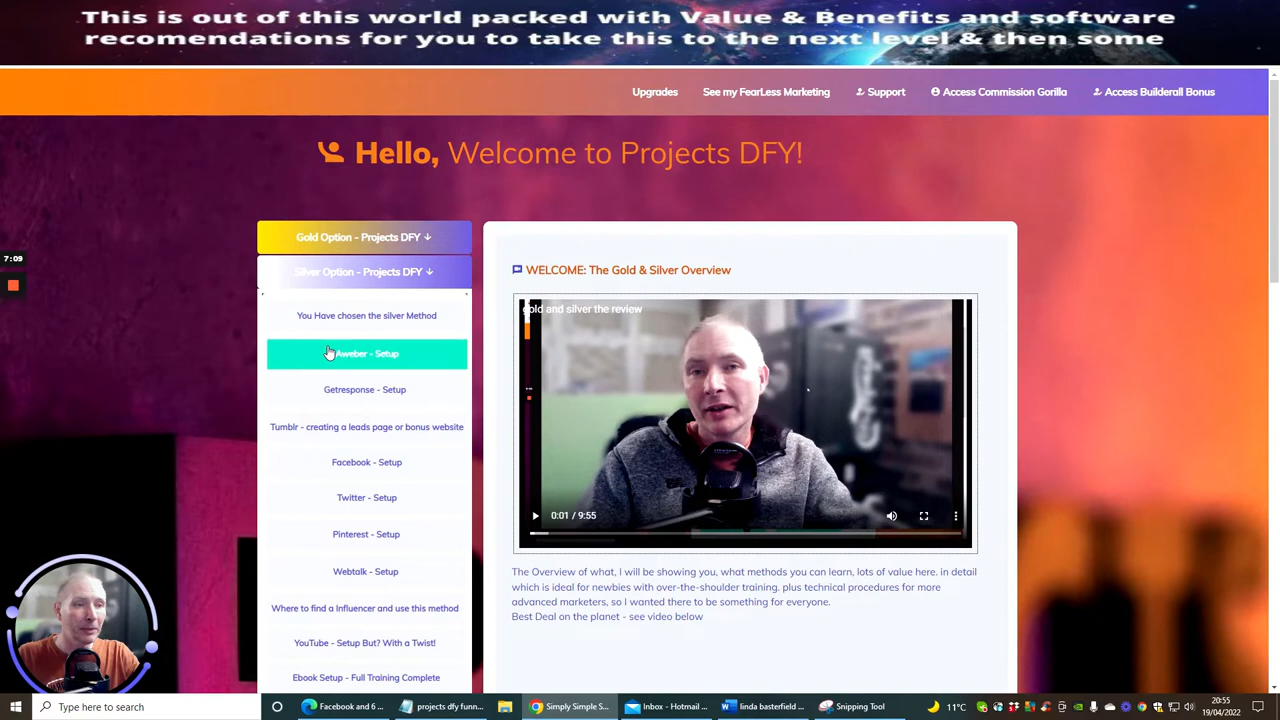 This is out of this world packed with Value & Benefits and software
recomendations for you to take this to the next level & then some
Upgrades
See my FearLess Marketing
Support
Access Commission Gorilla
Access Builderall Bonus
Hello, Welcome to Projects DFY!
Gold Option - Projects DFY ↓
Silver Option - Projects DFY ↓
You Have chosen the silver Method
Aweber - Setup
Getresponse - Setup
Tumblr - creating a leads page or bonus website
Facebook - Setup
Twitter - Setup
Pinterest - Setup
Webtalk - Setup
Where to find a Influencer and use this method
YouTube - Setup But? With a Twist!
Ebook Setup - Full Training Complete
WELCOME: The Gold & Silver Overview
gold and silver the review
0:01 / 9:55
The Overview of what, I will be showing you, what methods you can learn, lots of value here. in detail
which is ideal for newbies with over-the-shoulder training. plus technical procedures for more
advanced marketers, so I wanted there to be something for everyone.
Best Deal on the planet - see video below
7:09
Type here to search
Facebook and 6 ...
projects dfy funn...
Simply Simple S...
Inbox - Hotmail ...
linda basterfield ...
Snipping Tool
11°C
20:55
19/04/2022